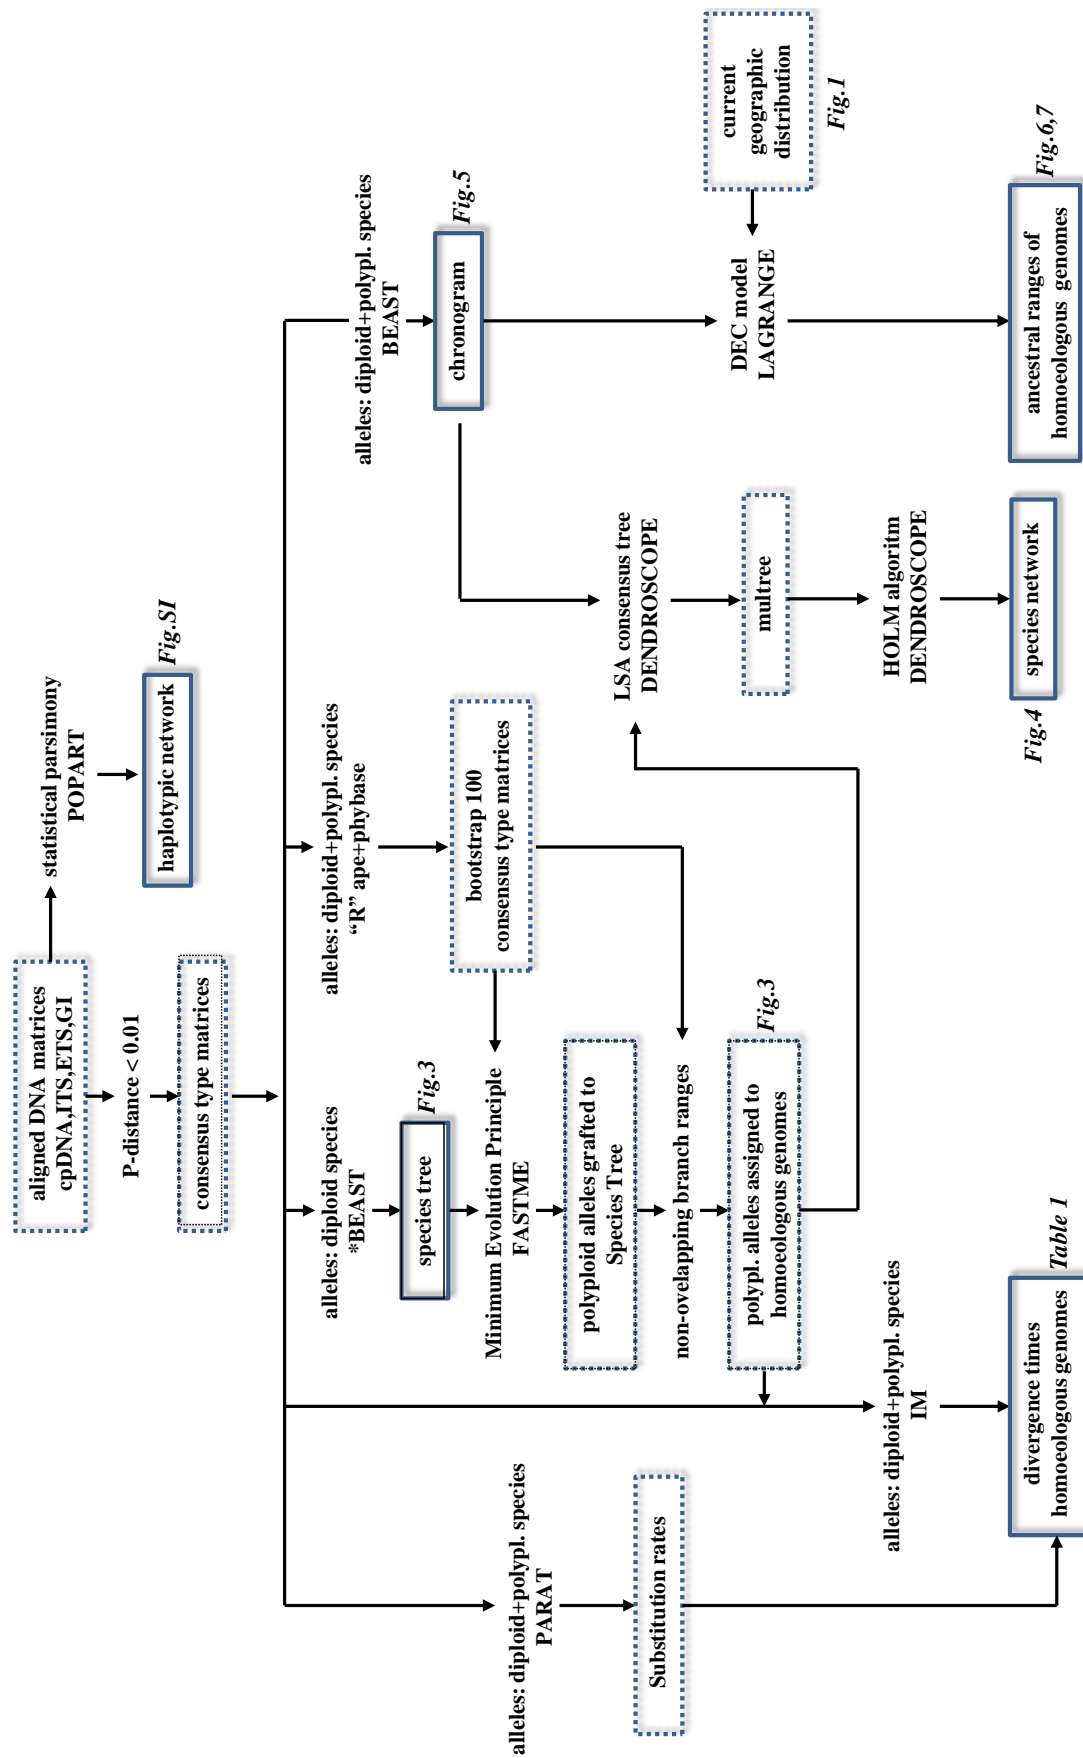 aligned DNA matrices
cpDNA,ITS,ETS,GI
statistical parsimony
POPART
P-distance < 0.01
haplotypic network
Fig.S1
consensus type matrices
alleles: diploid+polypl. species
PARAT
alleles: diploid species
*BEAST
alleles: diploid+polypl. species
“R” ape+phybase
alleles: diploid+polypl. species
BEAST
species tree
Fig.3
bootstrap 100
consensus type matrices
chronogram
Fig.5
Minimum Evolution Principle
FASTME
polyploid alleles grafted to
Species Tree
Substitution rates
LSA consensus tree
DENDROSCOPE
non-ovelapping branch ranges
DEC model
LAGRANGE
current
geographic
distribution
Fig.1
polypl. alleles assigned to
homoeologous genomes
Fig.3
multree
alleles: diploid+polypl. species
IM
HOLM algoritm
DENDROSCOPE
divergence times
homoeologous genomes
Table 1
Fig.4
species network
ancestral ranges of
homoeologous  genomes
Fig.6,7